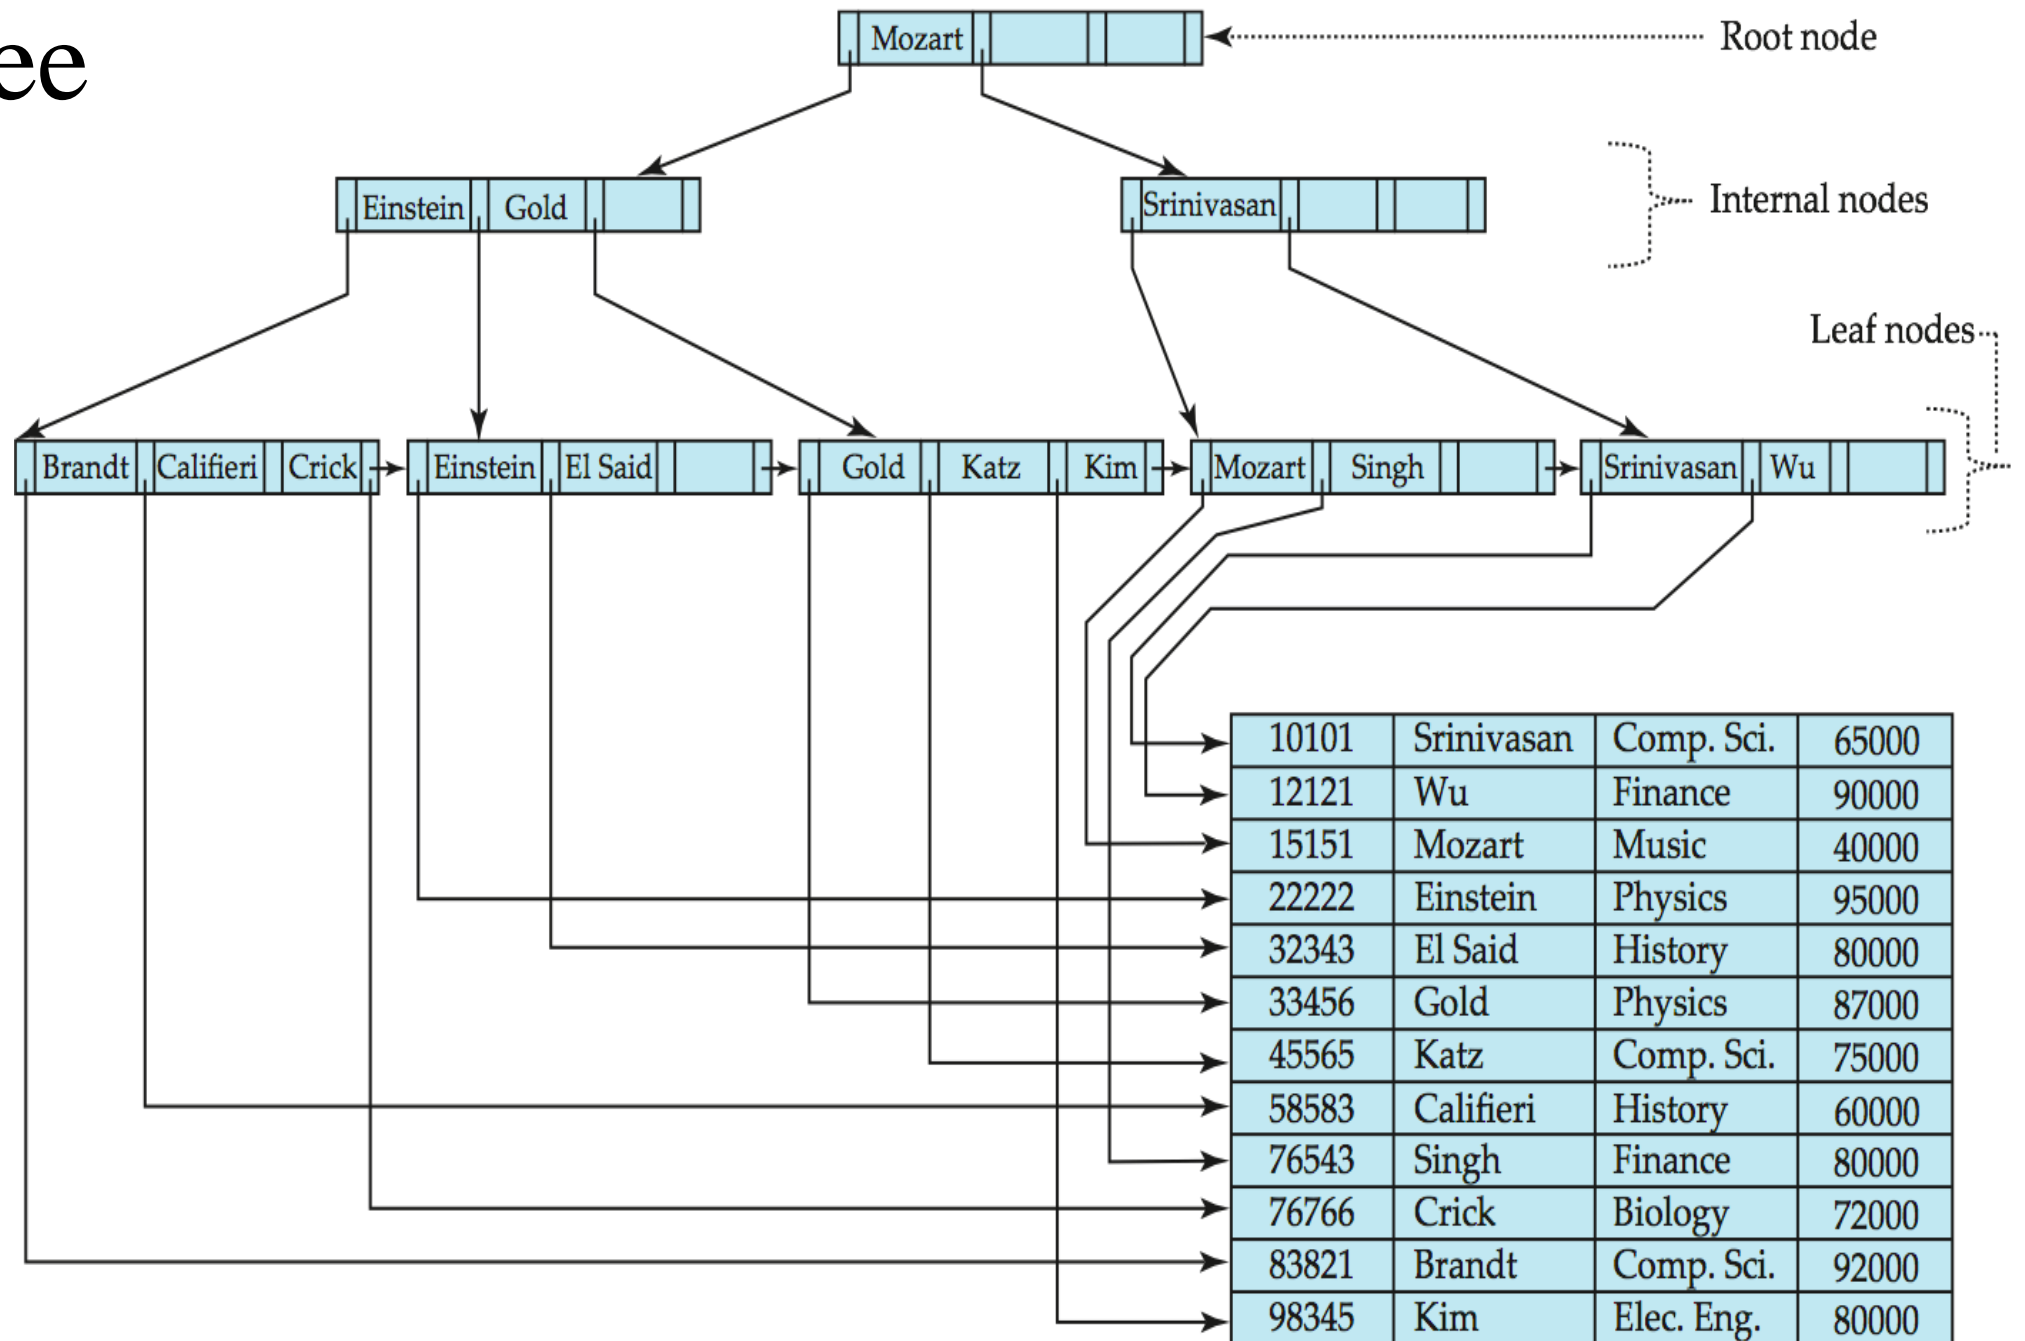 ee
Mozart
Root node
Einstein Gold
Srinivasan
Internal nodes
Leaf nodes
Brandt Califieri Crick
Einstein El Said
Gold Katz Kim
Mozart Singh
Srinivasan Wu
10101 Srinivasan Comp. Sci. 65000
12121 Wu Finance 90000
15151 Mozart Music 40000
22222 Einstein Physics 95000
32343 El Said History 80000
33456 Gold Physics 87000
45565 Katz Comp. Sci. 75000
58583 Califieri History 60000
76543 Singh Finance 80000
76766 Crick Biology 72000
83821 Brandt Comp. Sci. 92000
98345 Kim Elec. Eng. 80000